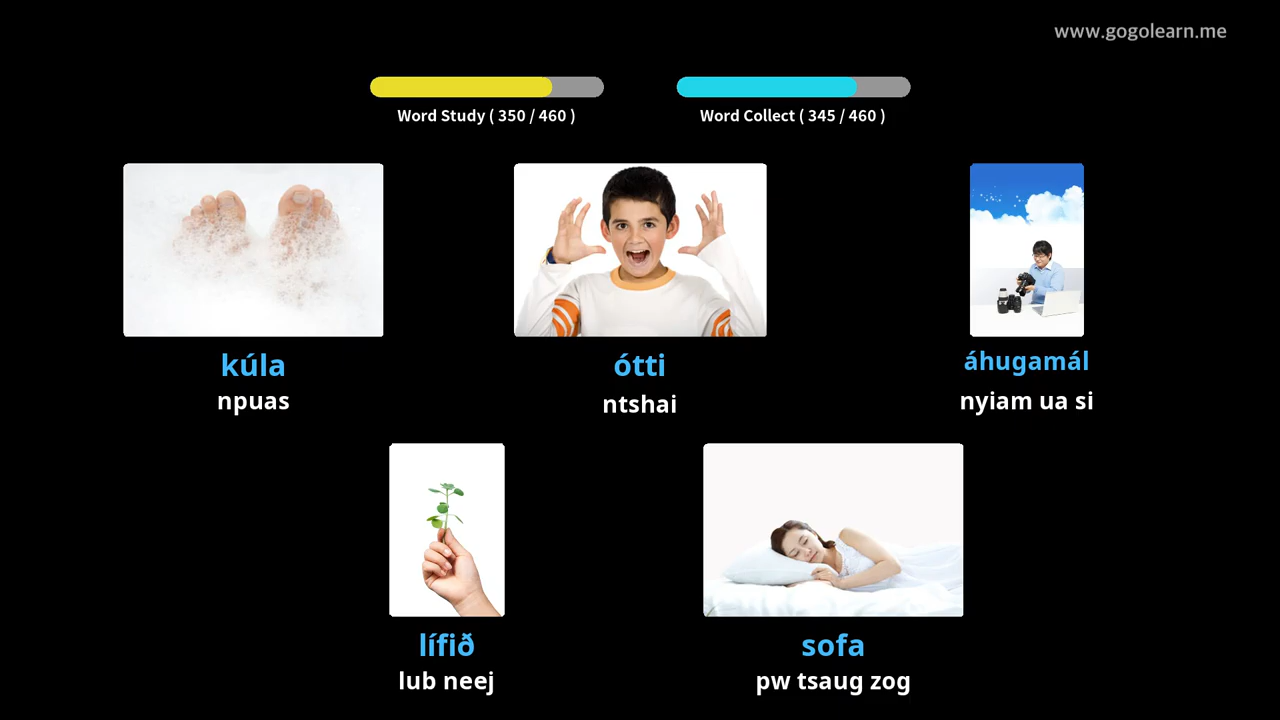 www.gogolearn.me
Word Study ( 350 / 460 )
Word Collect ( 345 / 460 )
kúla
npuas
ótti
ntshai
áhugamál
nyiam ua si
lífið
lub neej
sofa
pw tsaug zog